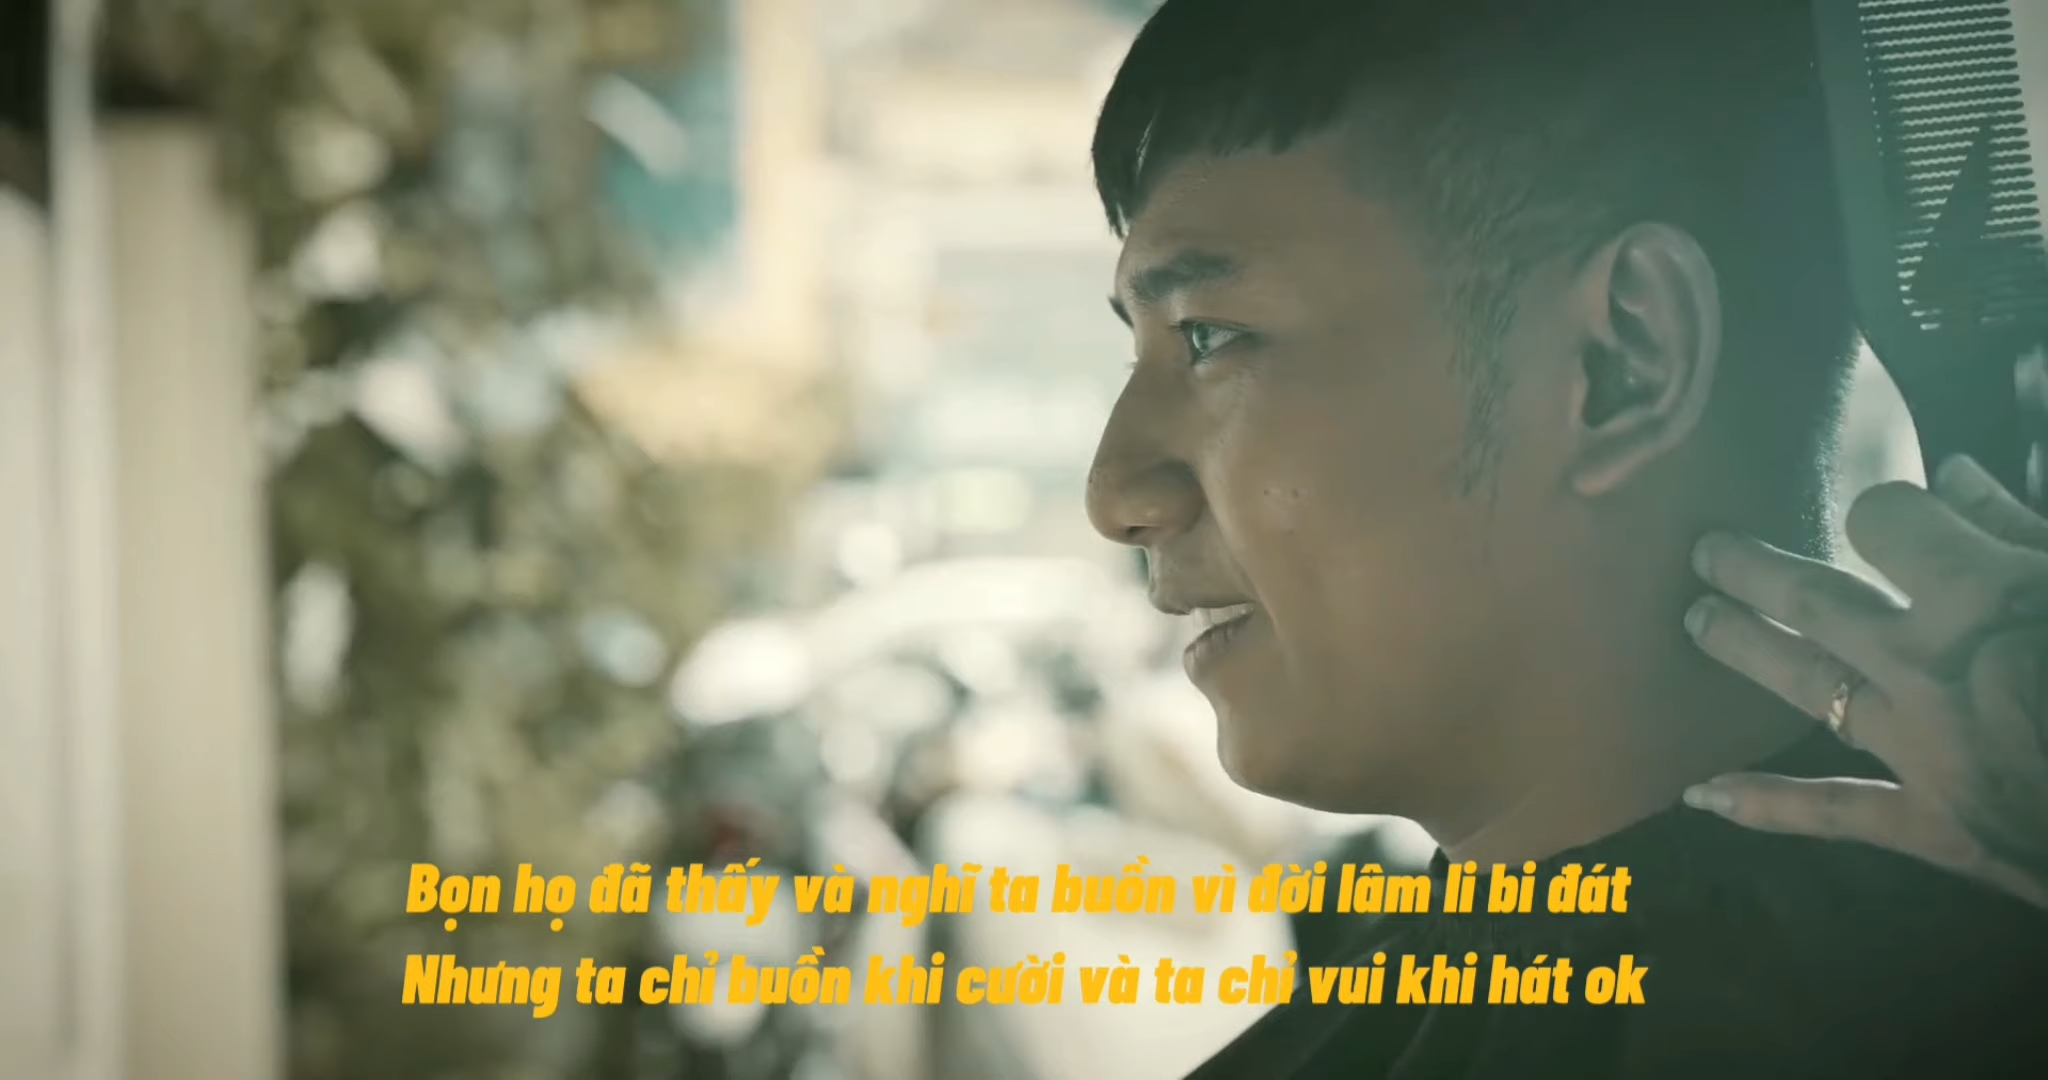 Bọn họ đã thấy và nghĩ ta buồn vì đời lâm li bi đát
Nhưng ta chỉ buồn khi cười và ta chỉ vui khi hát ok